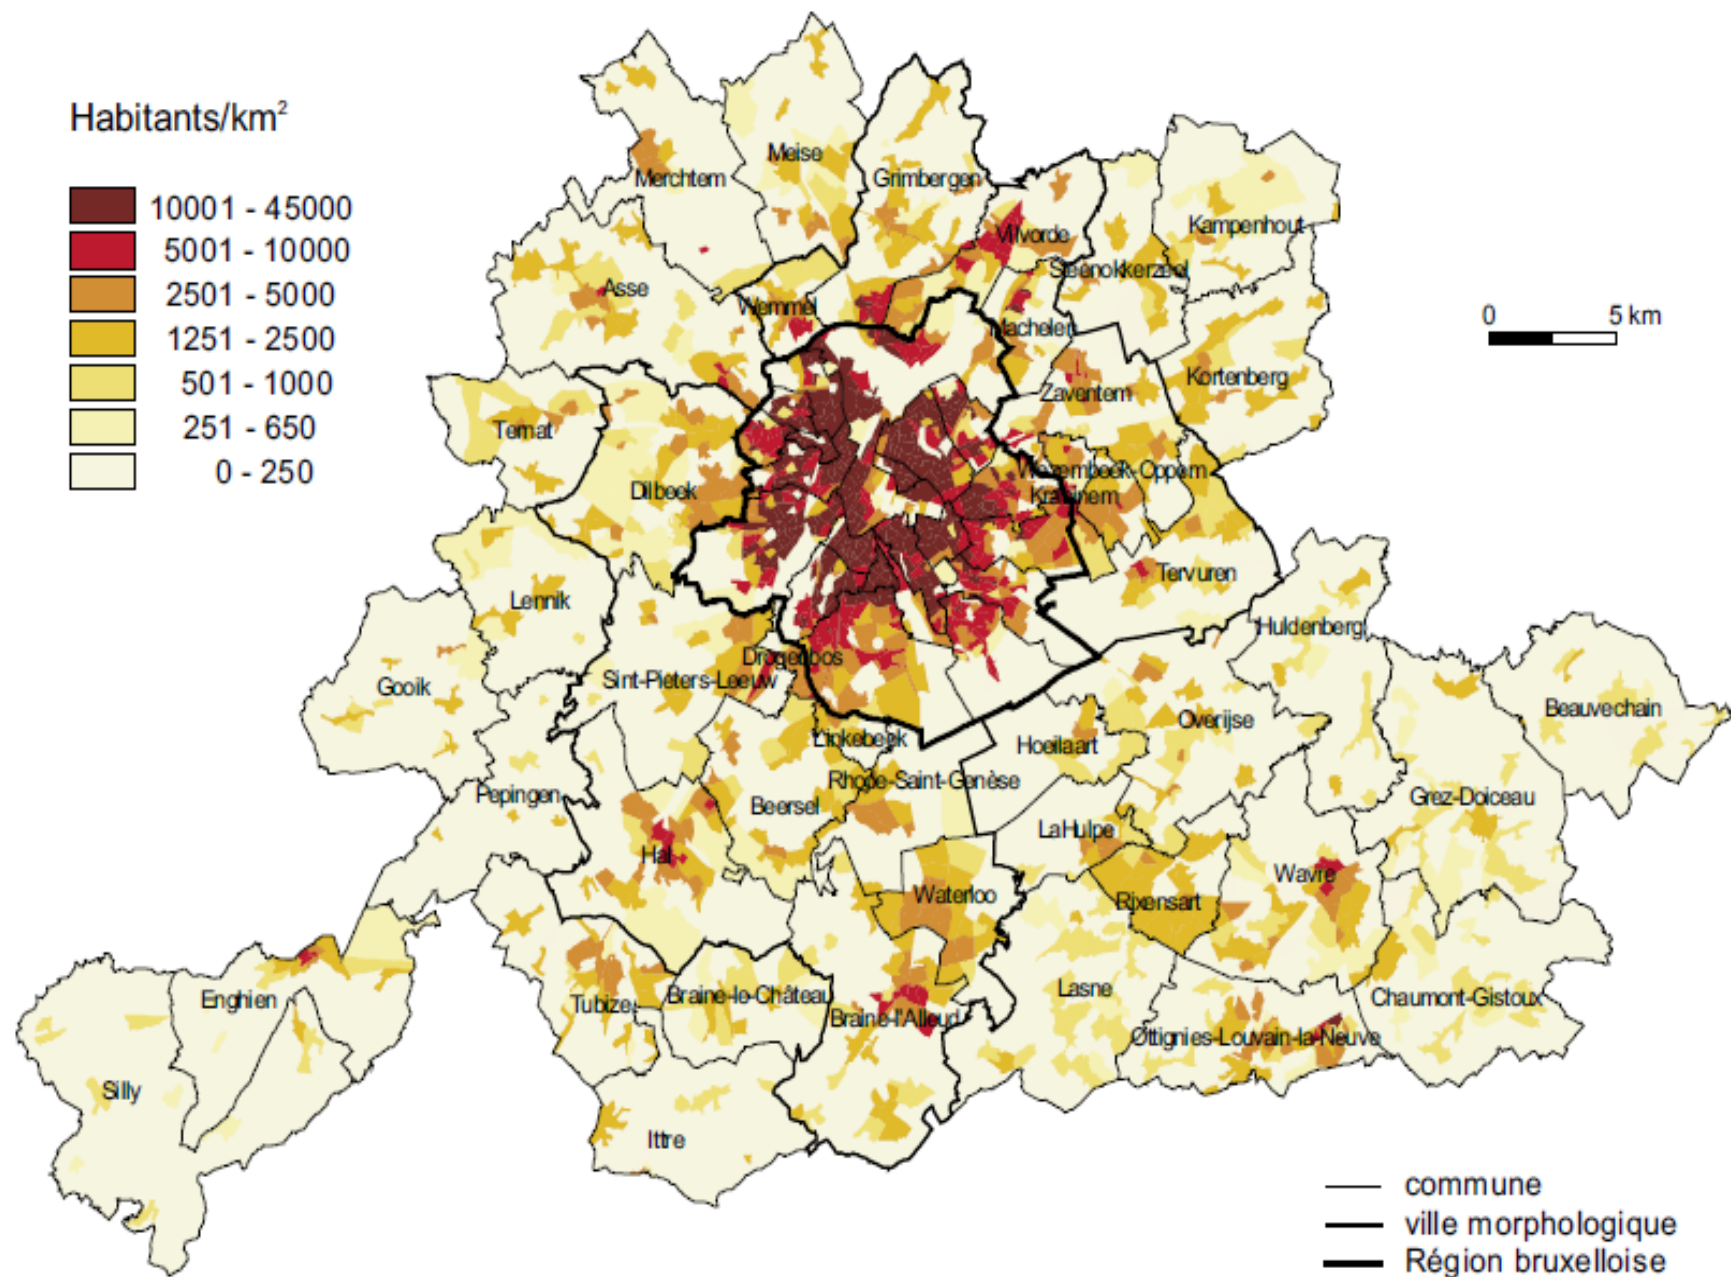 Habitants/km²
10001 - 45000
5001 - 10000
2501 - 5000
1251 - 2500
501 - 1000
251 - 650
0 - 250
0 5 km
Merchtem
Meise
Grimbergen
Vilvorde
Kampenhout
Steenokkerzeel
Asse
Wemmel
Machelen
Zaventem
Kortenberg
Ternat
Dilbeek
Wezembeek-Oppem
Kraainem
Tervuren
Lennik
Huldenberg
Gooik
Drogenbos
Sint-Pieters-Leeuw
Beauvechain
Overijse
Linkebeek
Hoeilaart
Rhode-Saint-Genèse
Pepingen
Beersel
Grez-Doiceau
LaHulpe
Hal
Wavre
Waterloo
Rixensart
Enghien
Tubize
Braine-le-Château
Braine-l'Alleud
Lasne
Chaumont-Gistoux
Ottignies-Louvain-la-Neuve
Silly
Ittre
commune
ville morphologique
Région bruxelloise